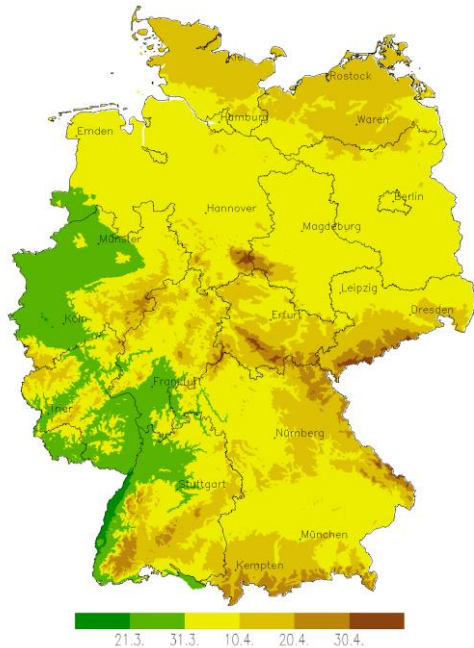 Kiel
Rostock
Hamburg
Waren
Emden
Berlin
Hannover
Magdeburg
Münster
Leipzig
Dresden
Köln
Erfurt
Frankfurt
Trier
Nürnberg
Stuttgart
München
Kempten
21.3. 31.3. 10.4. 20.4. 30.4.